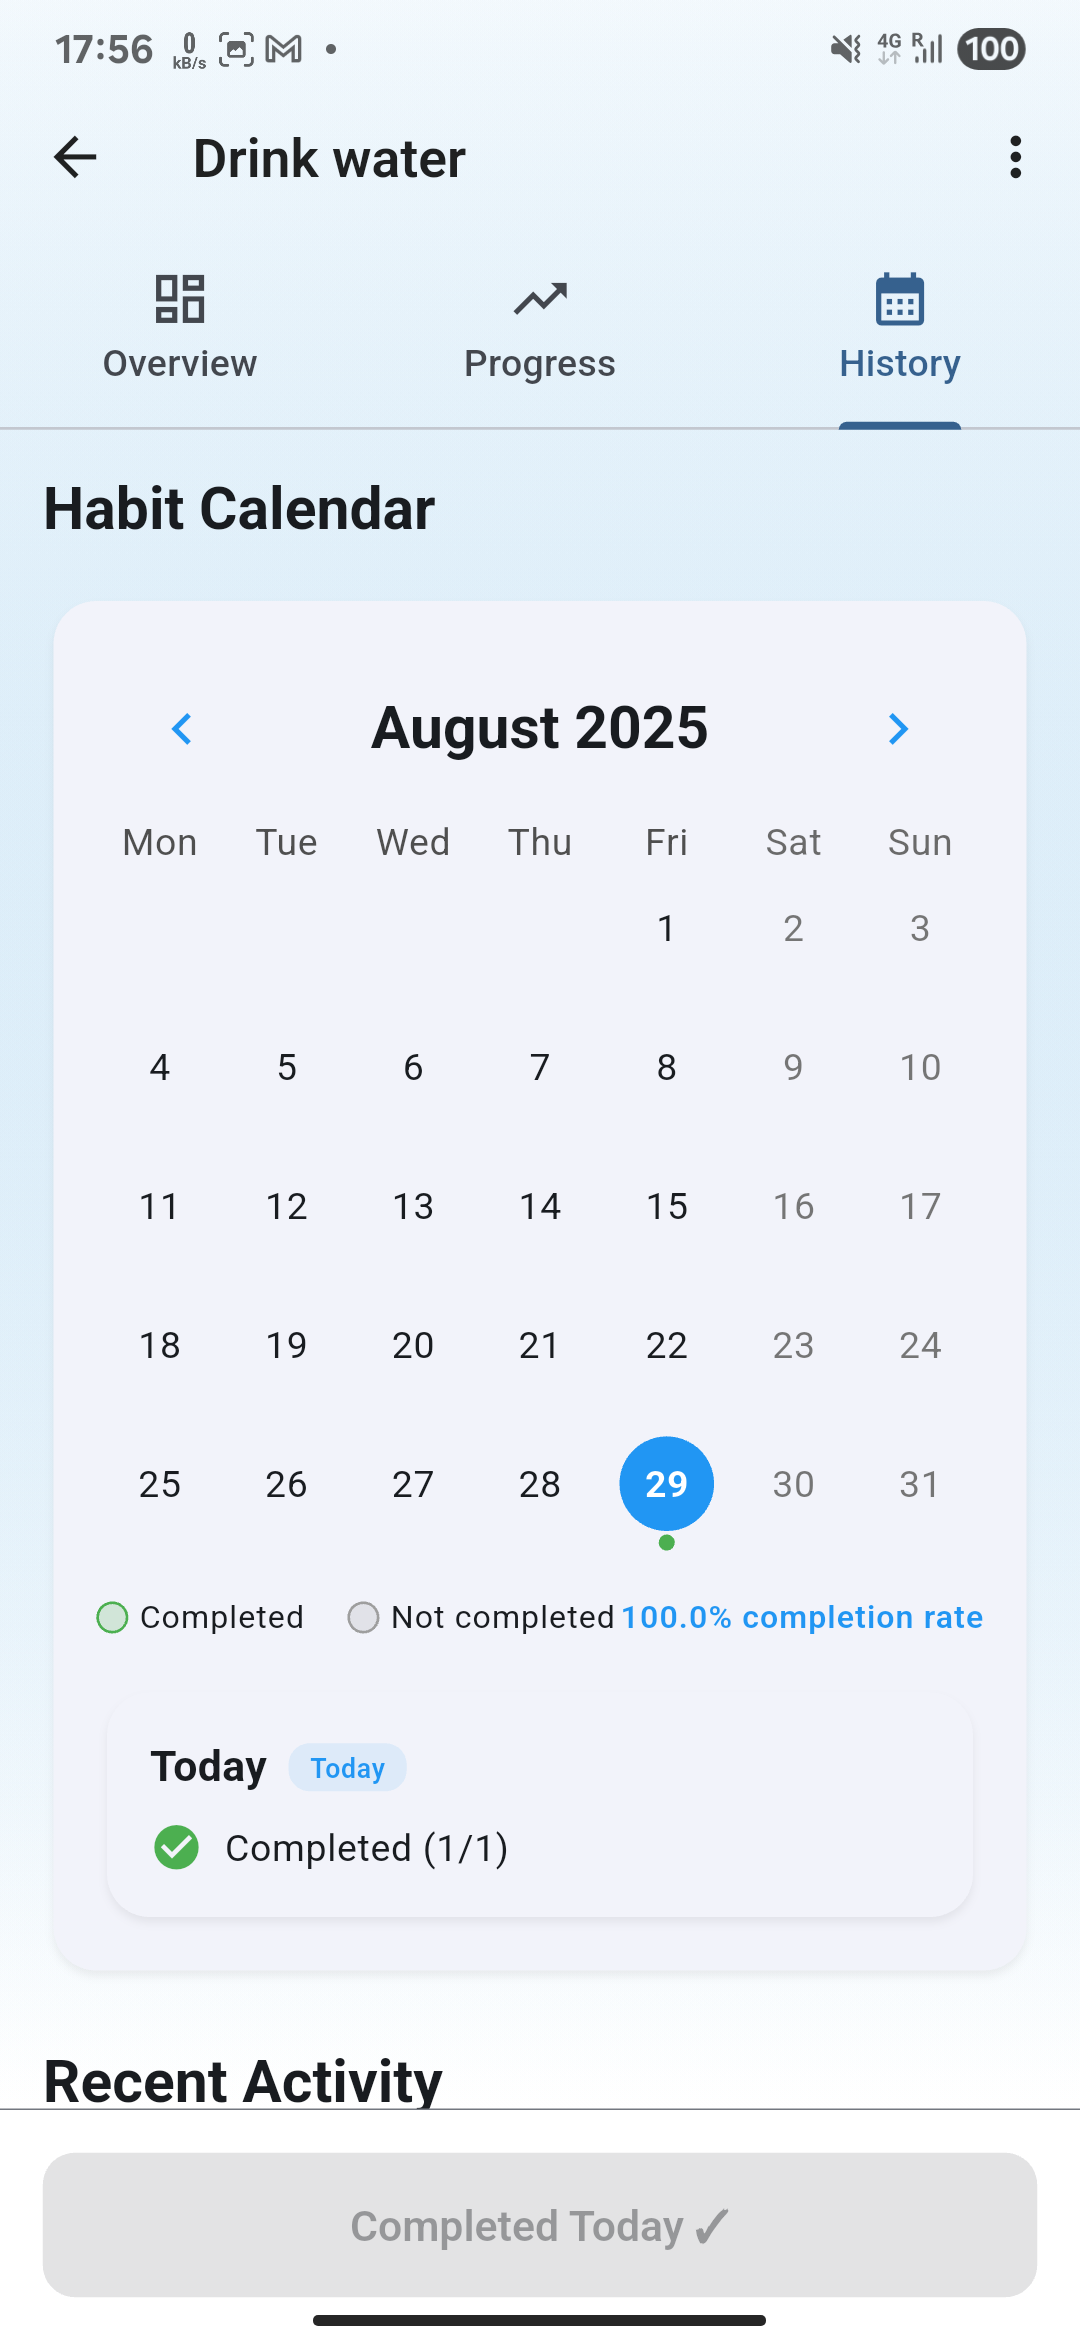 17:56 0 kB/s 4G R 100
Drink water
Overview Progress History
Habit Calendar
August 2025
Mon Tue Wed Thu Fri Sat Sun
1 2 3
4 5 6 7 8 9 10
11 12 13 14 15 16 17
18 19 20 21 22 23 24
25 26 27 28 29 30 31
Completed Not completed 100.0% completion rate
Today Today
Completed (1/1)
Recent Activity
Completed Today ✓